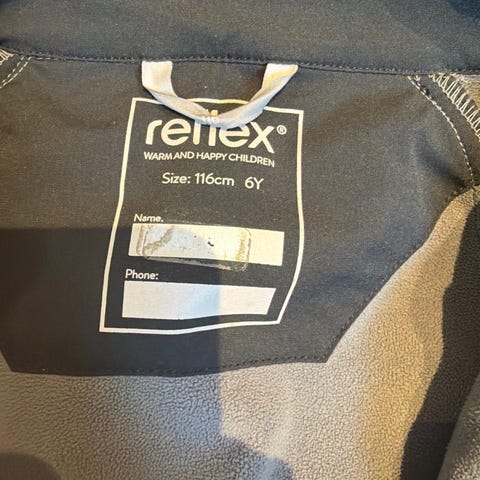 reflex®
WARM AND HAPPY CHILDREN
Size: 116cm 6Y
Name:
Phone: